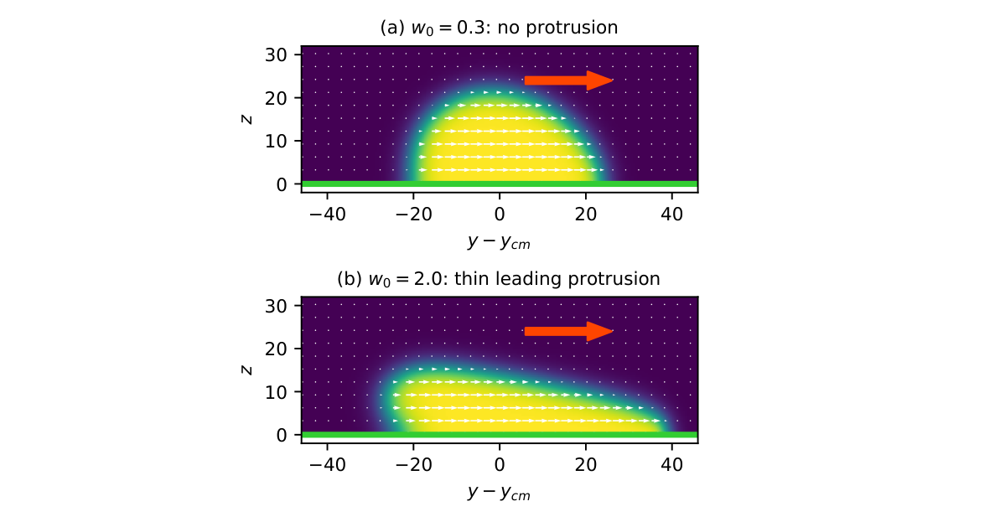 (a) w₀ = 0.3: no protrusion
30
20
10
0
z
−40 −20 0 20 40
y − y_cm
(b) w₀ = 2.0: thin leading protrusion
30
20
10
0
z
−40 −20 0 20 40
y − y_cm